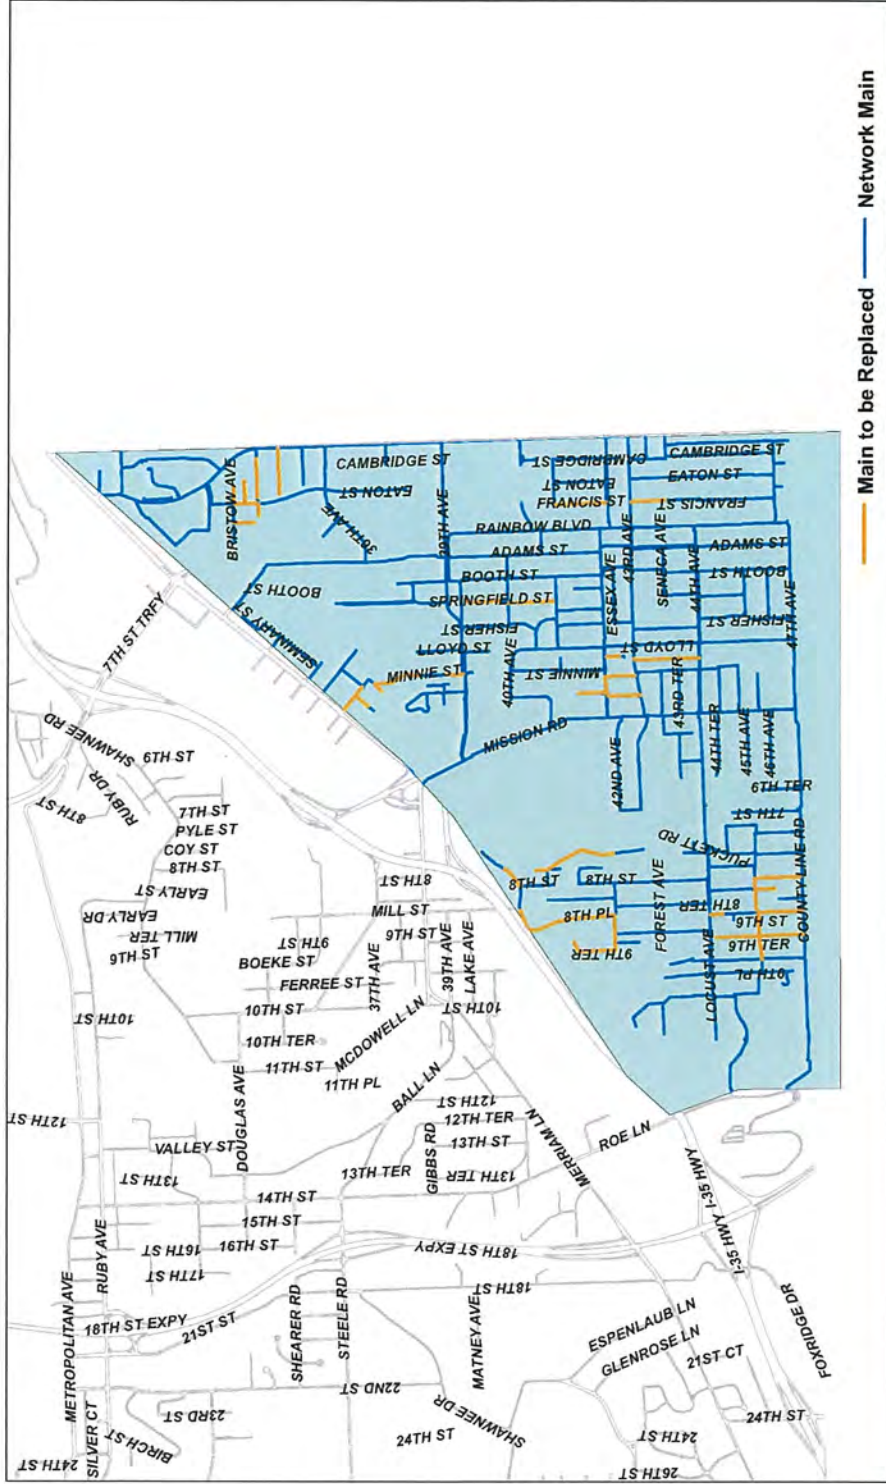 7TH ST TRFY
SHAWNEE RD
6TH ST
RUBY DR
8TH ST
7TH ST
PYLE ST
COY ST
8TH ST
EARLY ST
EARLY DR
MILL TER
9TH ST
10TH ST
12TH ST
8TH ST
MILL ST
9TH ST
9TH ST
BOEKE ST
FERREE ST
37TH AVE
39TH AVE
LAKE AVE
10TH ST
10TH ST
10TH TER
MCDOWELL LN
11TH ST
11TH PL
DOUGLAS AVE
BALL LN
12TH ST
12TH TER
13TH ST
13TH TER
GIBBS RD
MERRIAM LN
ROE LN
VALLEY ST
13TH ST
13TH TER
14TH ST
15TH ST
16TH ST
16TH ST
17TH ST
RUBY AVE
METROPOLITAN AVE
18TH ST EXPY
18TH ST EXPY
18TH ST
21ST ST
SHEARER RD
STEELE RD
MATNEY AVE
I-35 HWY
I-35 HWY
FOXRIDGE DR
ESPENLAUB LN
GLENROSE LN
21ST CT
22ND ST
23RD ST
SILVER CT
BIRCH ST
24TH ST
24TH ST
SHAWNEE DR
24TH ST
24TH ST
26TH ST
BRISTOW AVE
CAMBRIDGE ST
EATON ST
36TH AVE
BOOTH ST
SEMINARY ST
39TH AVE
RAINBOW BLVD
ADAMS ST
BOOTH ST
SPRINGFIELD ST
FISHER ST
LLOYD ST
MINNIE ST
40TH AVE
MINNIE ST
MISSION RD
CAMBRIDGE ST
EATON ST
FRANCIS ST
43RD AVE
ESSEX AVE
SENECA AVE
44TH AVE
CAMBRIDGE ST
EATON ST
FRANCIS ST
ADAMS ST
BOOTH ST
FISHER ST
47TH AVE
LLOYD ST
43RD TER
44TH TER
45TH AVE
46TH AVE
42ND AVE
6TH TER
7TH ST
PUCKETT RD
COUNTY LINE RD
8TH ST
8TH ST
8TH PL
9TH TER
FOREST AVE
8TH TER
9TH ST
9TH TER
9TH PL
LOCUST AVE
Main to be Replaced
Network Main